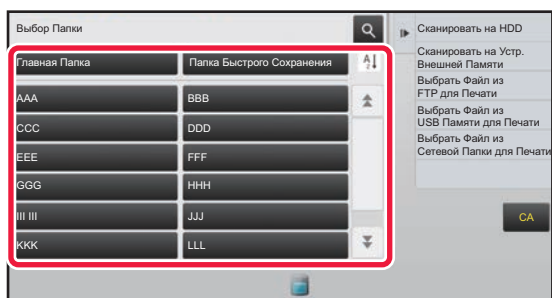 Выбор Папки
Главная Папка
Папка Быстрого Сохранения
AAA
BBB
CCC
DDD
EEE
FFF
GGG
HHH
III III
JJJ
KKK
LLL
Сканировать на HDD
Сканировать на Устр.
Внешней Памяти
Выбрать Файл из
FTP для Печати
Выбрать Файл из
USB Памяти для Печати
Выбрать Файл из
Сетевой Папки для Печати
CA